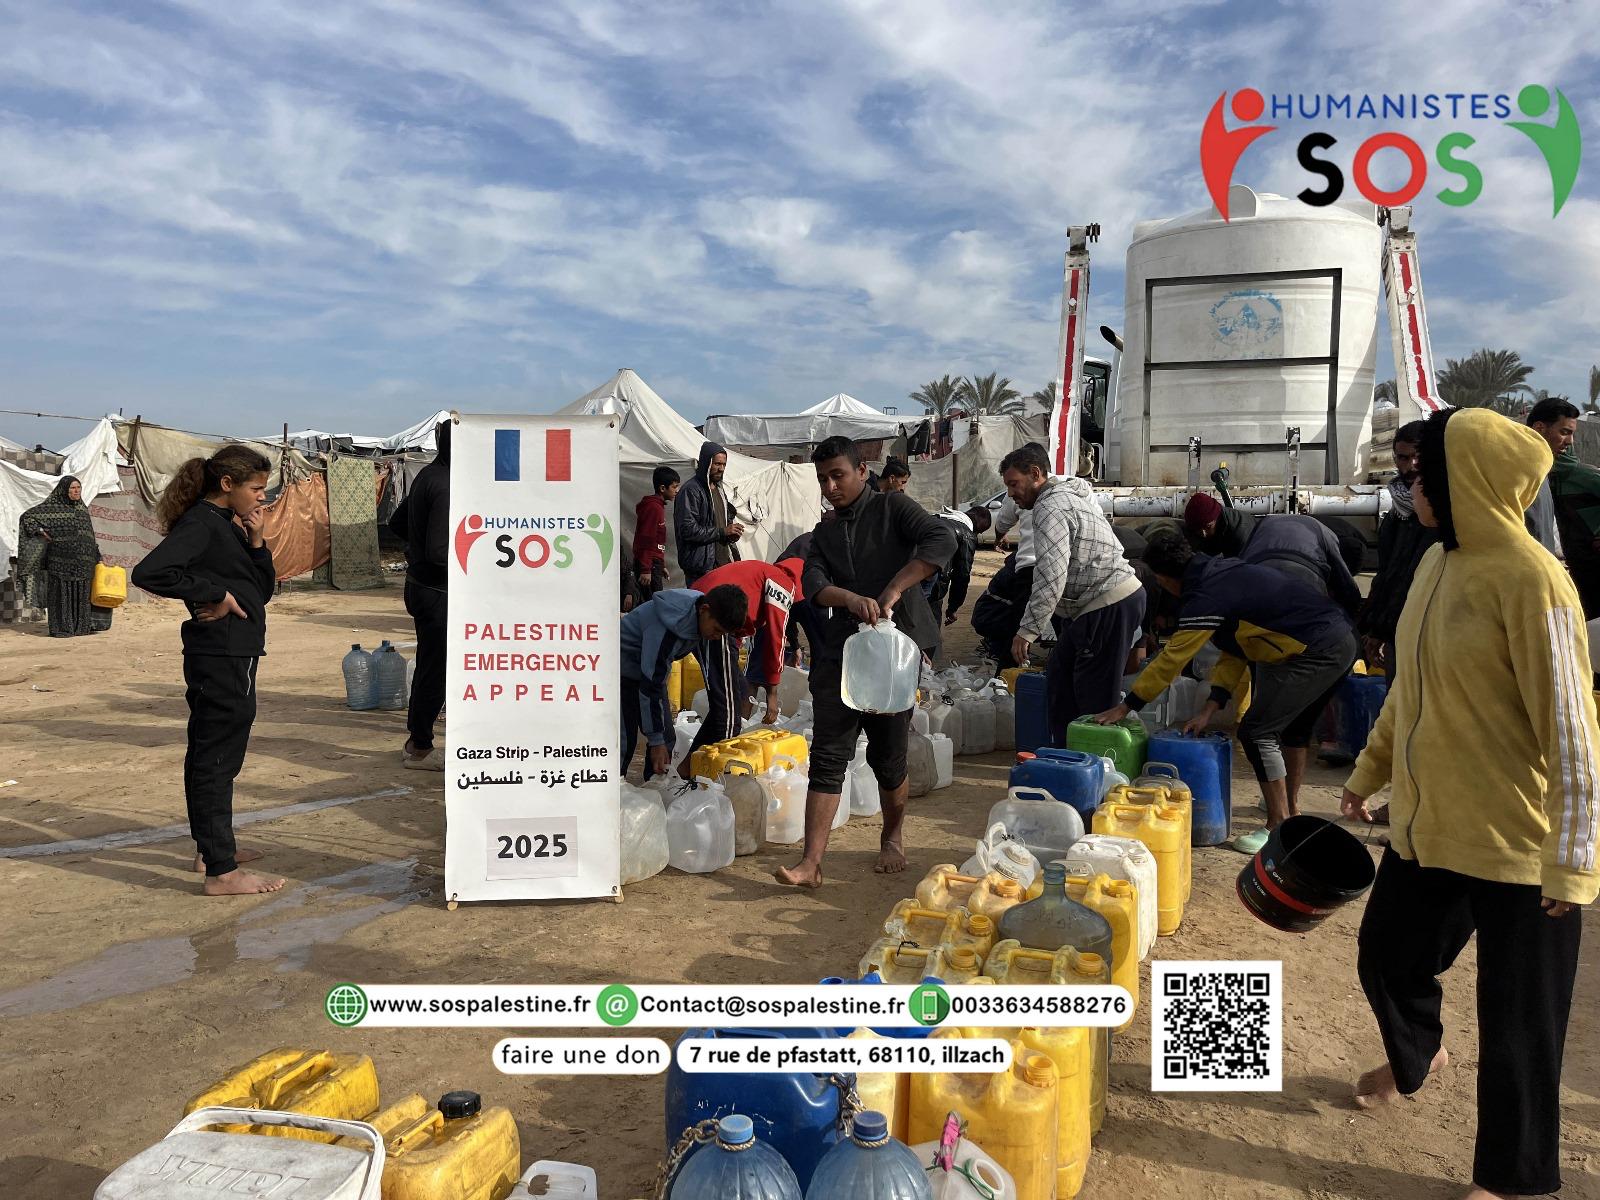 HUMANISTES
SOS
HUMANISTES
SOS
PALESTINE
EMERGENCY
APPEAL
Gaza Strip - Palestine
قطاع غزة - فلسطين
2025
JUST
www.sospalestine.fr
Contact@sospalestine.fr
0033634588276
faire une don
7 rue de pfastatt, 68110, illzach